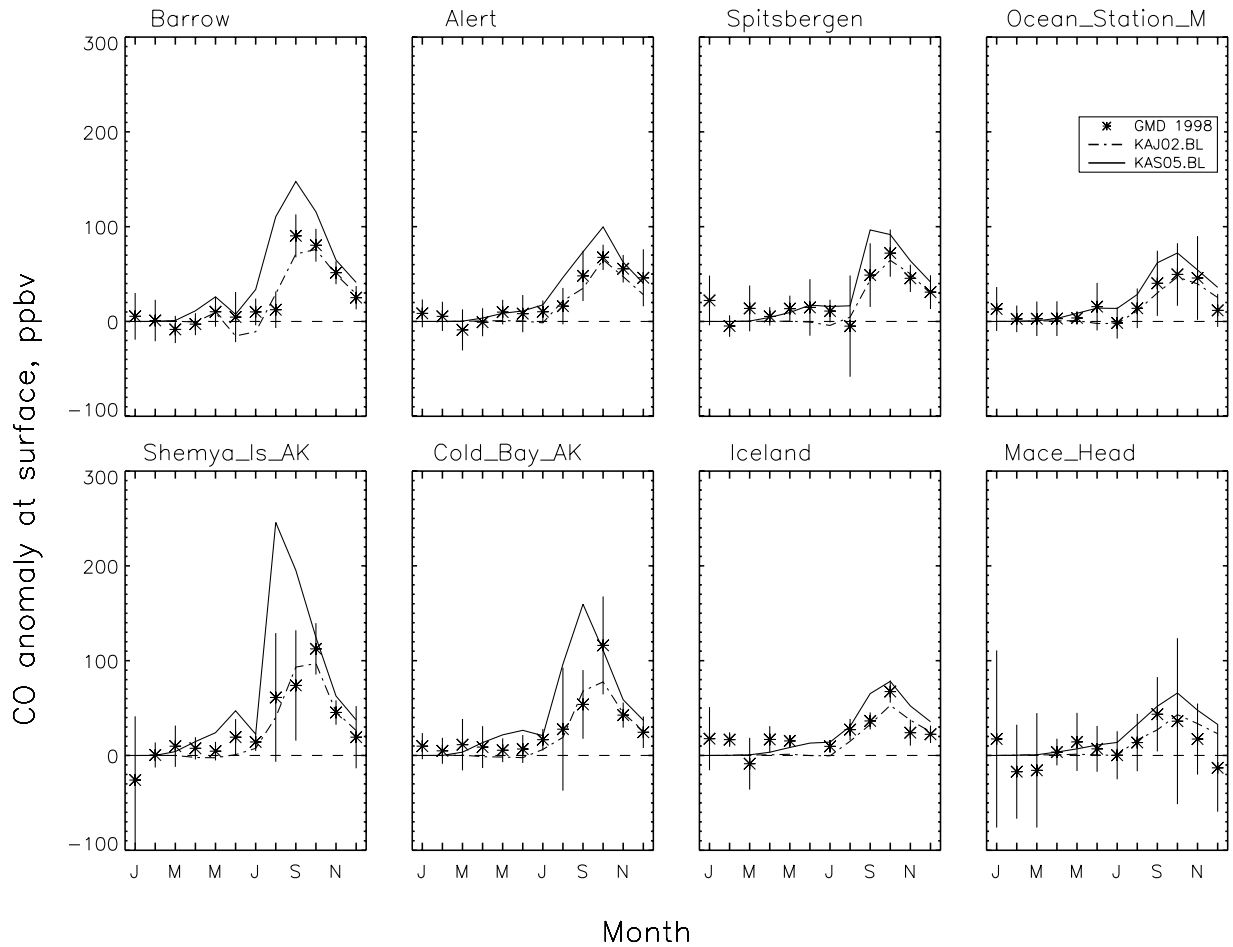 Barrow
Alert
Spitsbergen
Ocean_Station_M
300
200
100
0
−100
GMD 1998
KAJ02.BL
KAS05.BL
Shemya_Is_AK
Cold_Bay_AK
Iceland
Mace_Head
300
200
100
0
−100
J M M J S N
J M M J S N
J M M J S N
J M M J S N
CO anomaly at surface, ppbv
Month